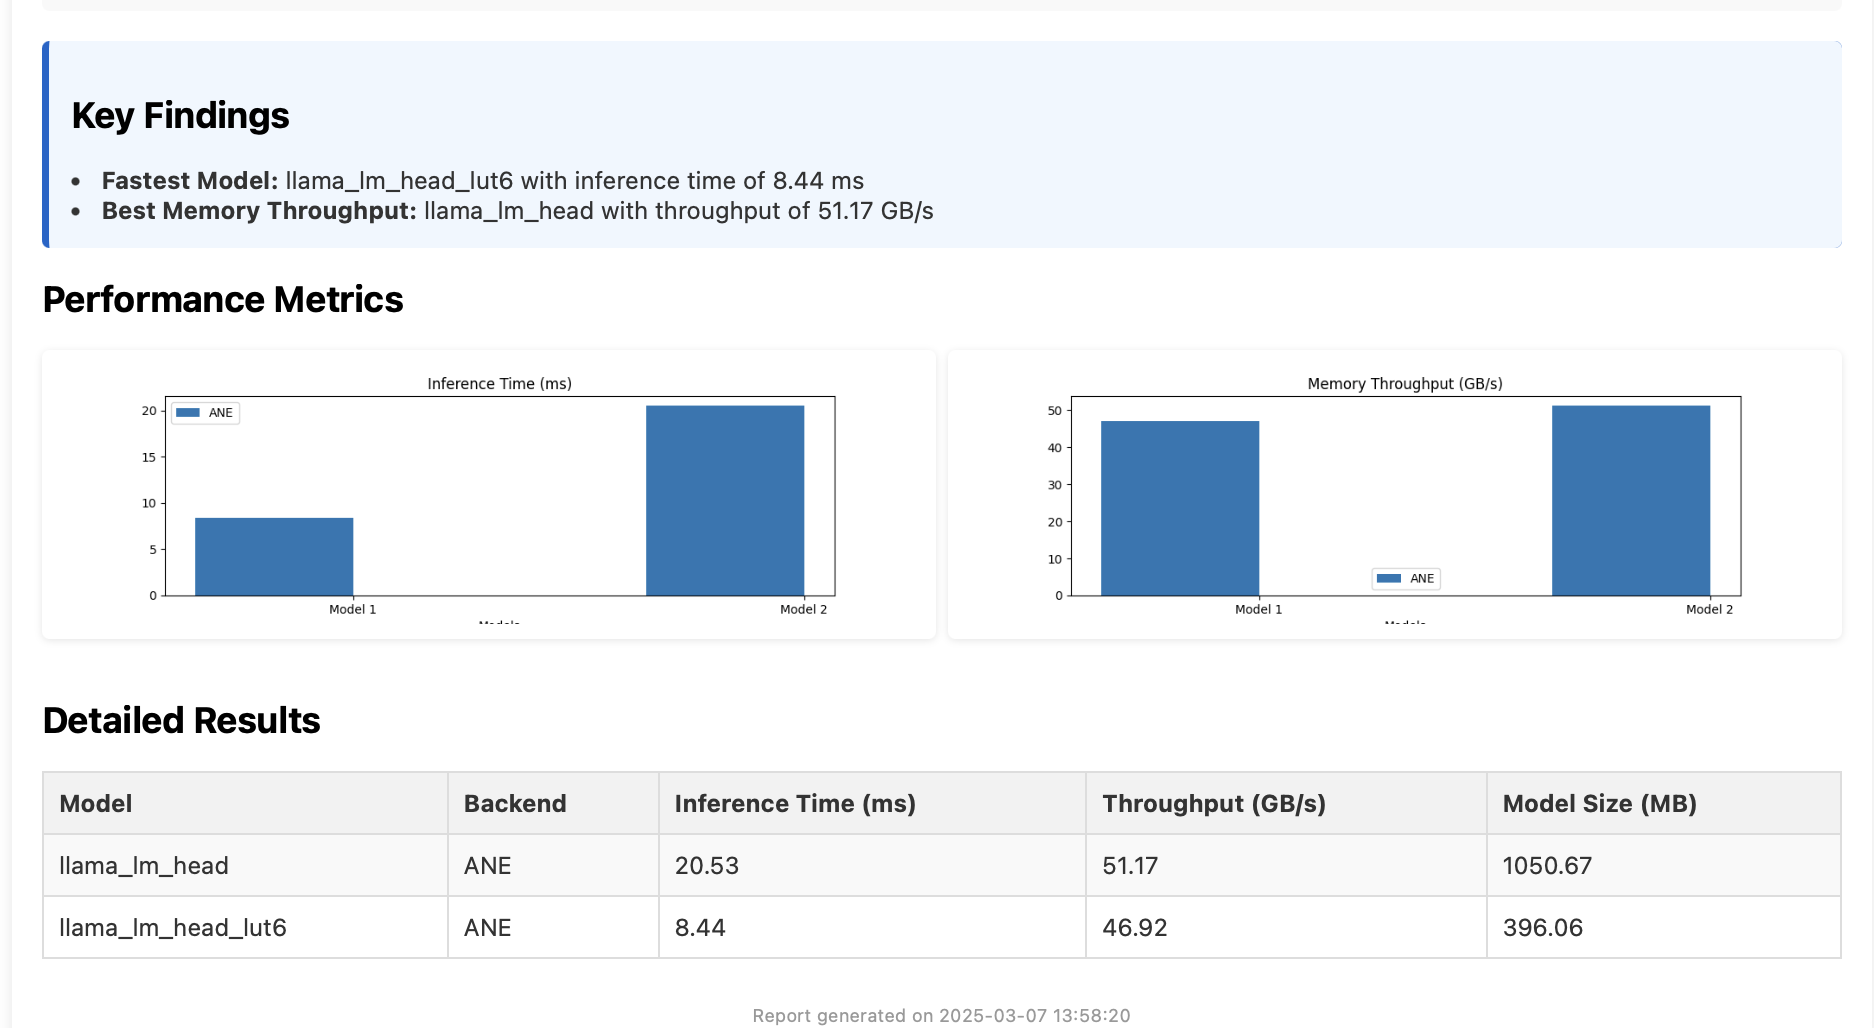 Key Findings
• Fastest Model: llama_lm_head_lut6 with inference time of 8.44 ms
• Best Memory Throughput: llama_lm_head with throughput of 51.17 GB/s
Performance Metrics
Inference Time (ms)
ANE
20
15
10
5
0
Model 1
Model 2
Models
Memory Throughput (GB/s)
50
40
30
20
10
0
ANE
Model 1
Model 2
Models
Detailed Results
Model Backend Inference Time (ms) Throughput (GB/s) Model Size (MB)
llama_lm_head ANE 20.53 51.17 1050.67
llama_lm_head_lut6 ANE 8.44 46.92 396.06
Report generated on 2025-03-07 13:58:20